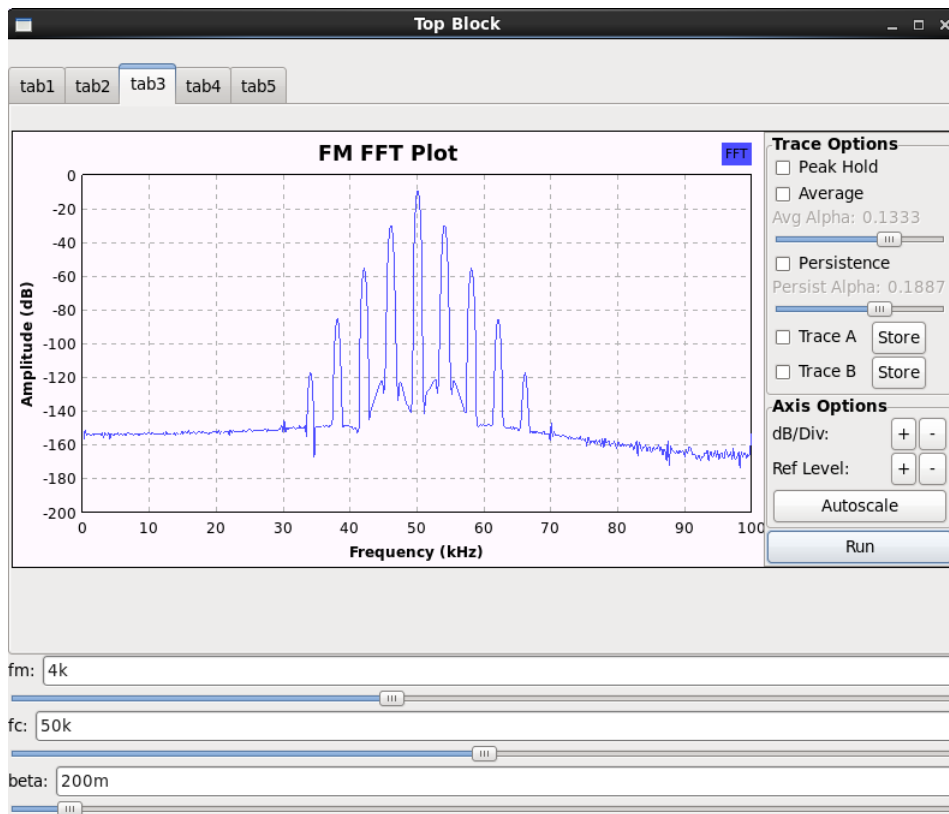 Top Block
tab1 tab2 tab3 tab4 tab5
FM FFT Plot
FFT
Amplitude (dB)
0
-20
-40
-60
-80
-100
-120
-140
-160
-180
-200
0 10 20 30 40 50 60 70 80 90 100
Frequency (kHz)
Trace Options
Peak Hold
Average
Avg Alpha: 0.1333
Persistence
Persist Alpha: 0.1887
Trace A Store
Trace B Store
Axis Options
dB/Div: + -
Ref Level: + -
Autoscale
Run
fm: 4k
fc: 50k
beta: 200m